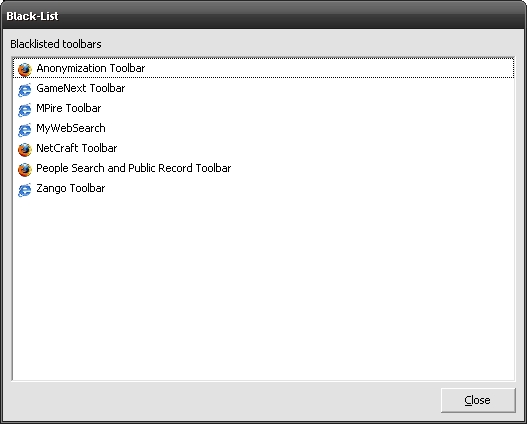 Black-List
Blacklisted toolbars
Anonymization Toolbar
GameNext Toolbar
MPire Toolbar
MyWebSearch
NetCraft Toolbar
People Search and Public Record Toolbar
Zango Toolbar
Close